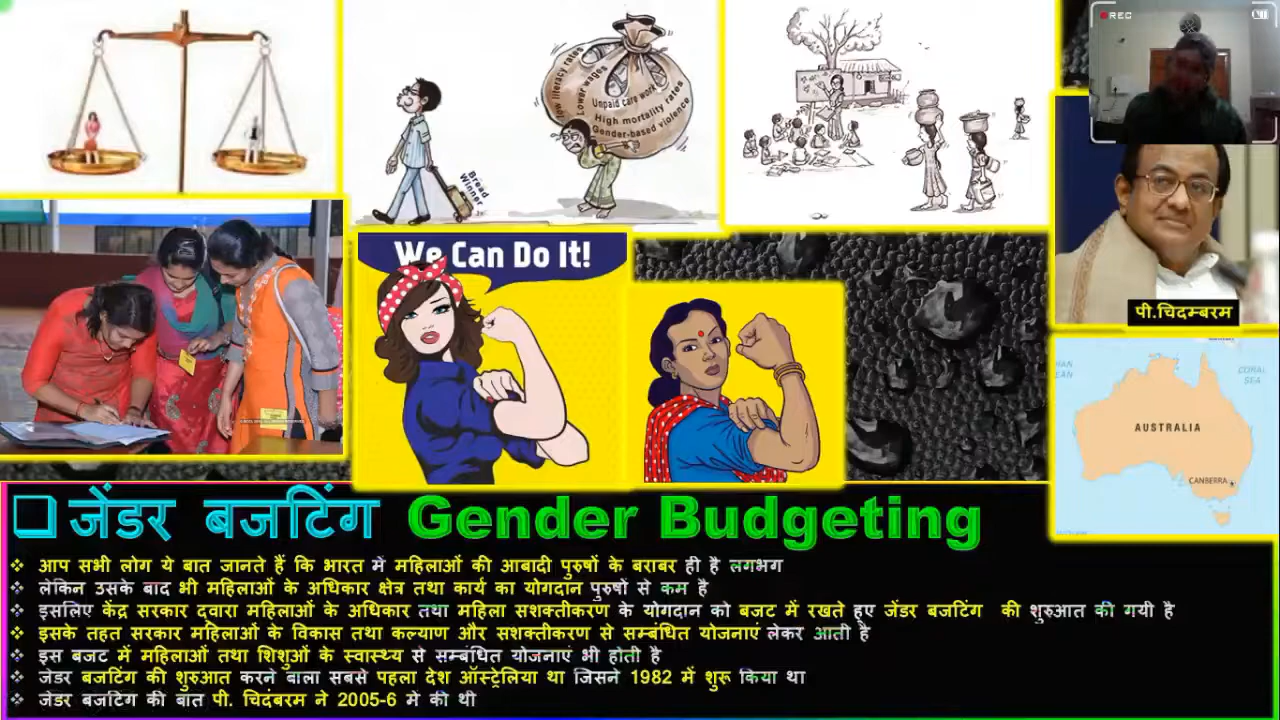 REC
low literacy rates
Lower wages
Unpaid care work
High mortality rates
Gender-based violence
Bread
Winner
We Can Do It!
पी.चिदम्बरम
CORAL
SEA
AUSTRALIA
CANBERRA
❑ जेंडर बजटिंग Gender Budgeting
❖ आप सभी लोग ये बात जानते हैं कि भारत में महिलाओं की आबादी पुरुषों के बराबर ही है लगभग
❖ लेकिन उसके बाद भी महिलाओं के अधिकार क्षेत्र तथा कार्य का योगदान पुरुषों से कम है
❖ इसलिए केंद्र सरकार द्वारा महिलाओं के अधिकार तथा महिला सशक्तीकरण के योगदान को बजट में रखते हुए जेंडर बजटिंग की शुरुआत की गयी है
❖ इसके तहत सरकार महिलाओं के विकास तथा कल्याण और सशक्तीकरण से सम्बंधित योजनाएं लेकर आती है
❖ इस बजट में महिलाओं तथा शिशुओं के स्वास्थ्य से सम्बंधित योजनाएं भी होती है
❖ जेंडर बजटिंग की शुरुआत करने वाला सबसे पहला देश ऑस्ट्रेलिया था जिसने 1982 में शुरू किया था
❖ जेंडर बजटिंग की बात पी. चिदंबरम ने 2005-6 में की थी